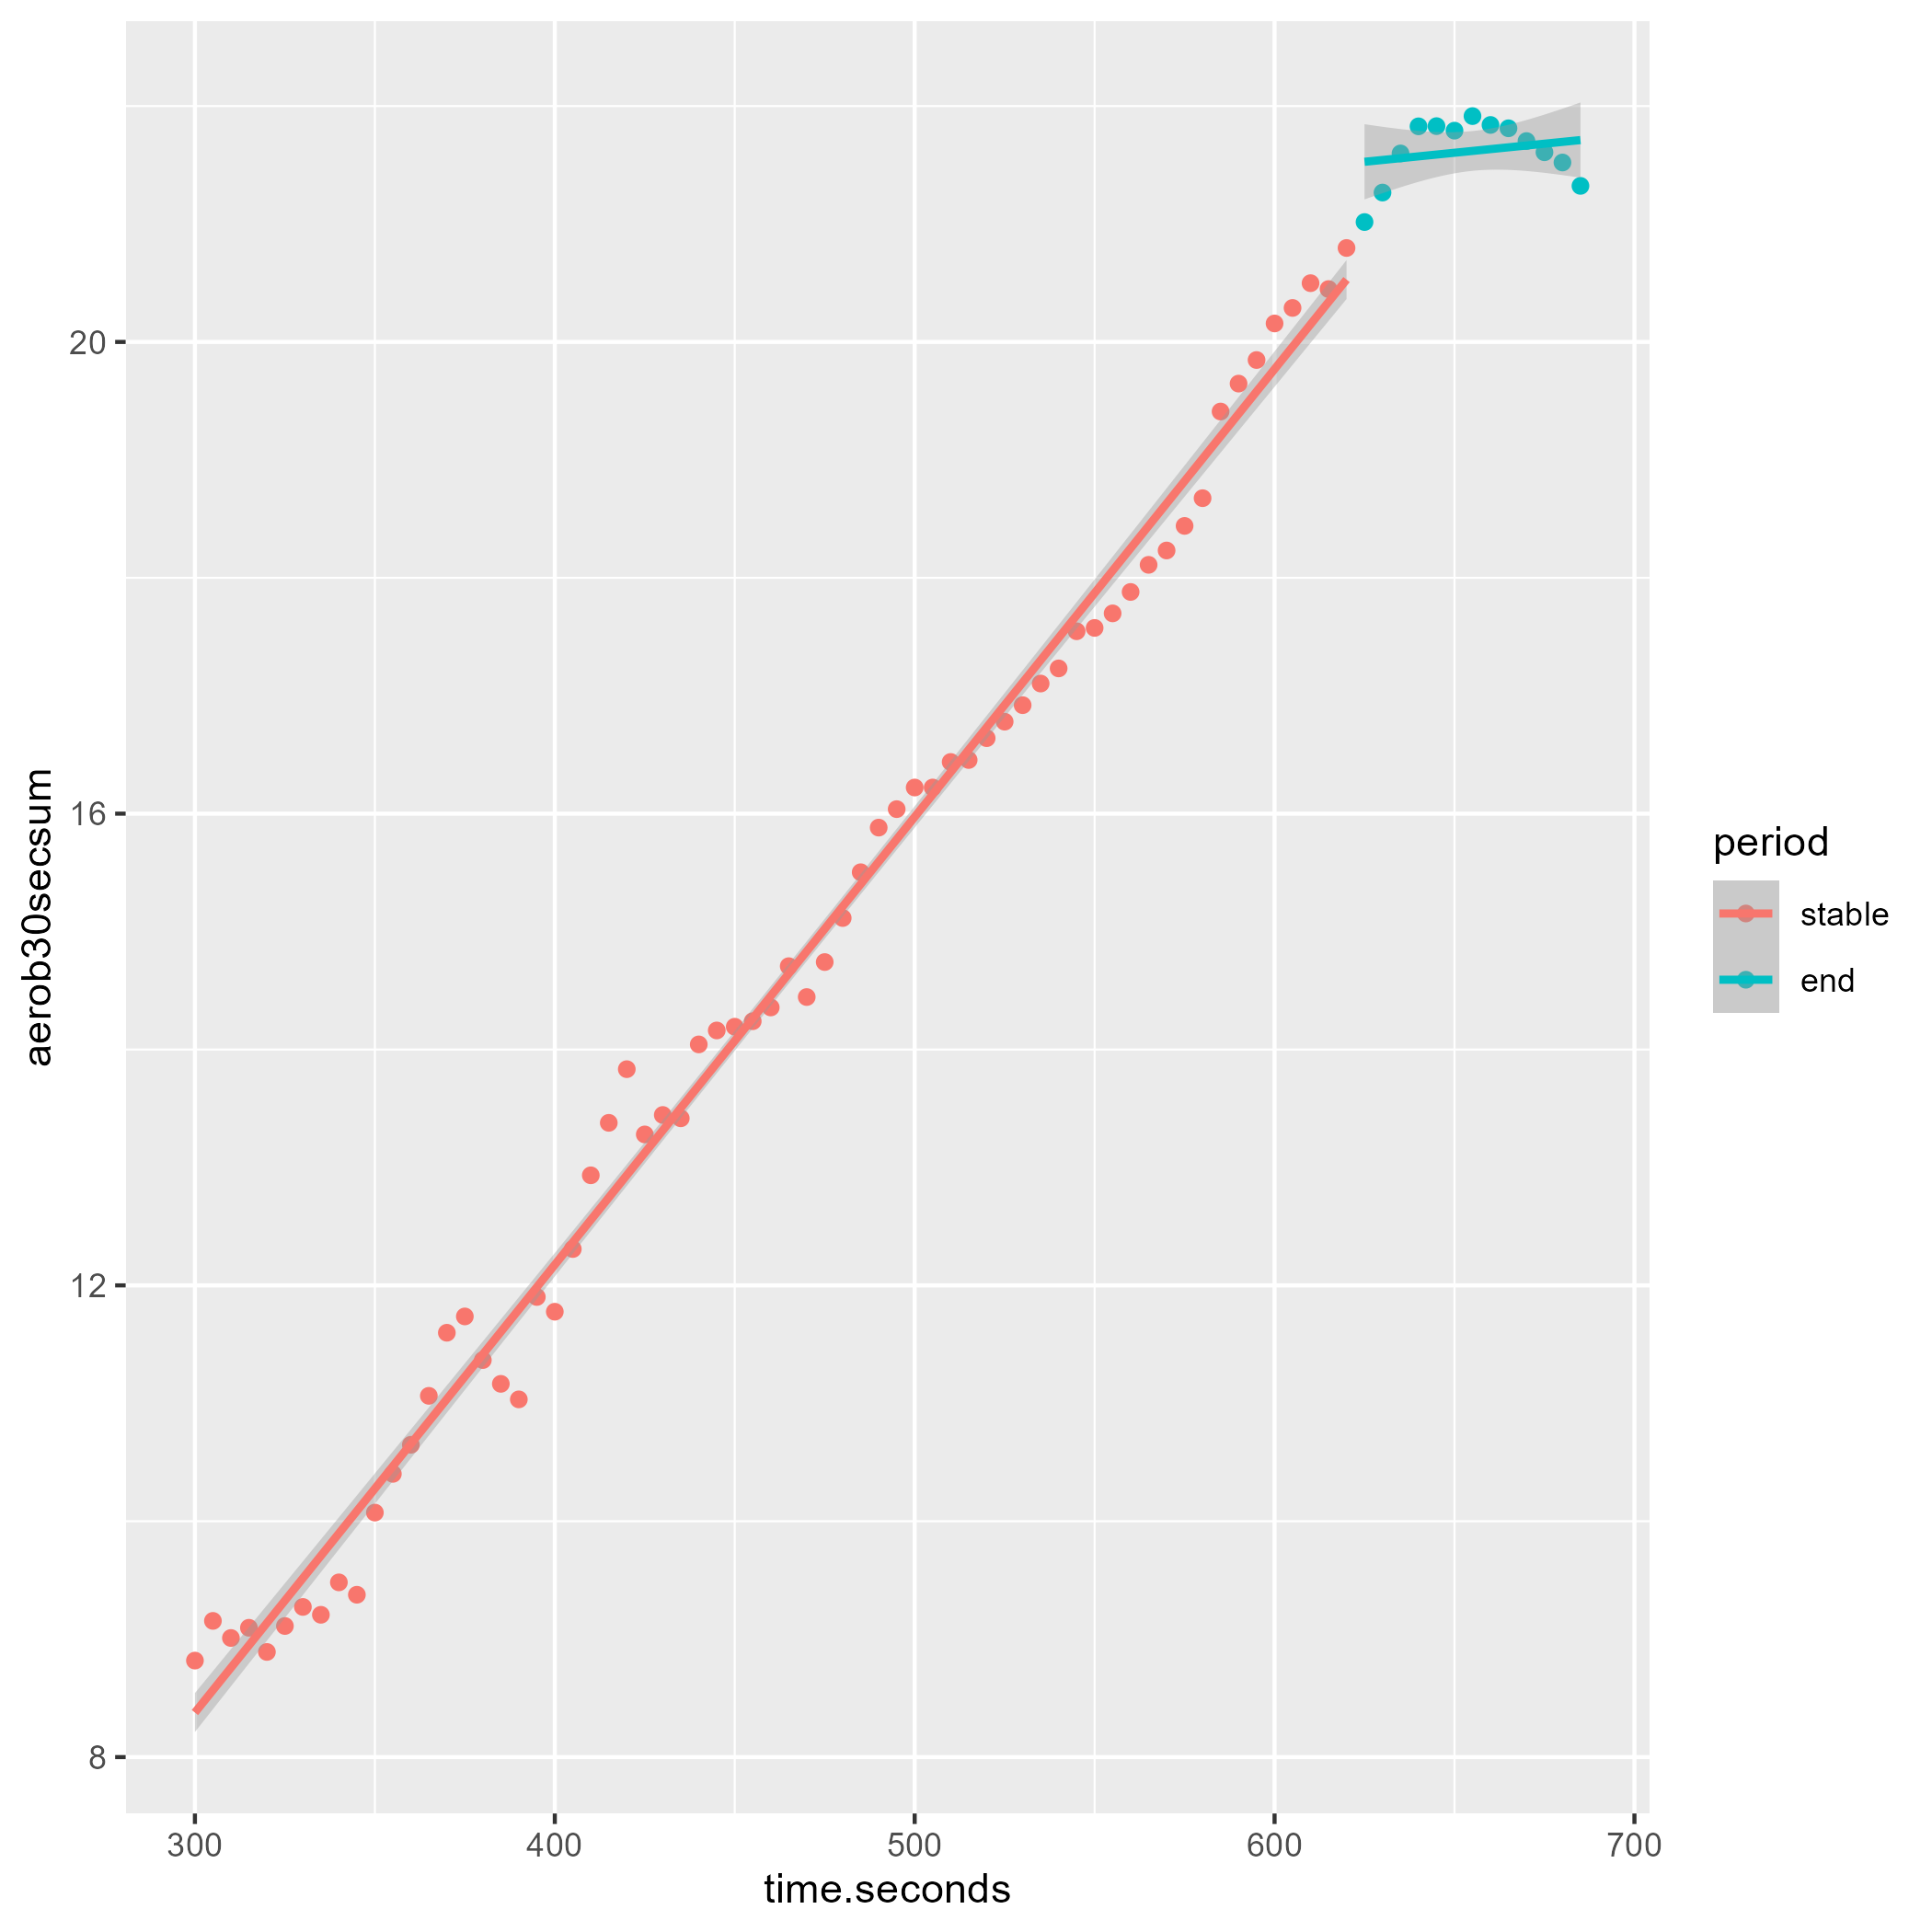 20
16
12
8
aerob30secsum
300 400 500 600 700
time.seconds
period
stable
end